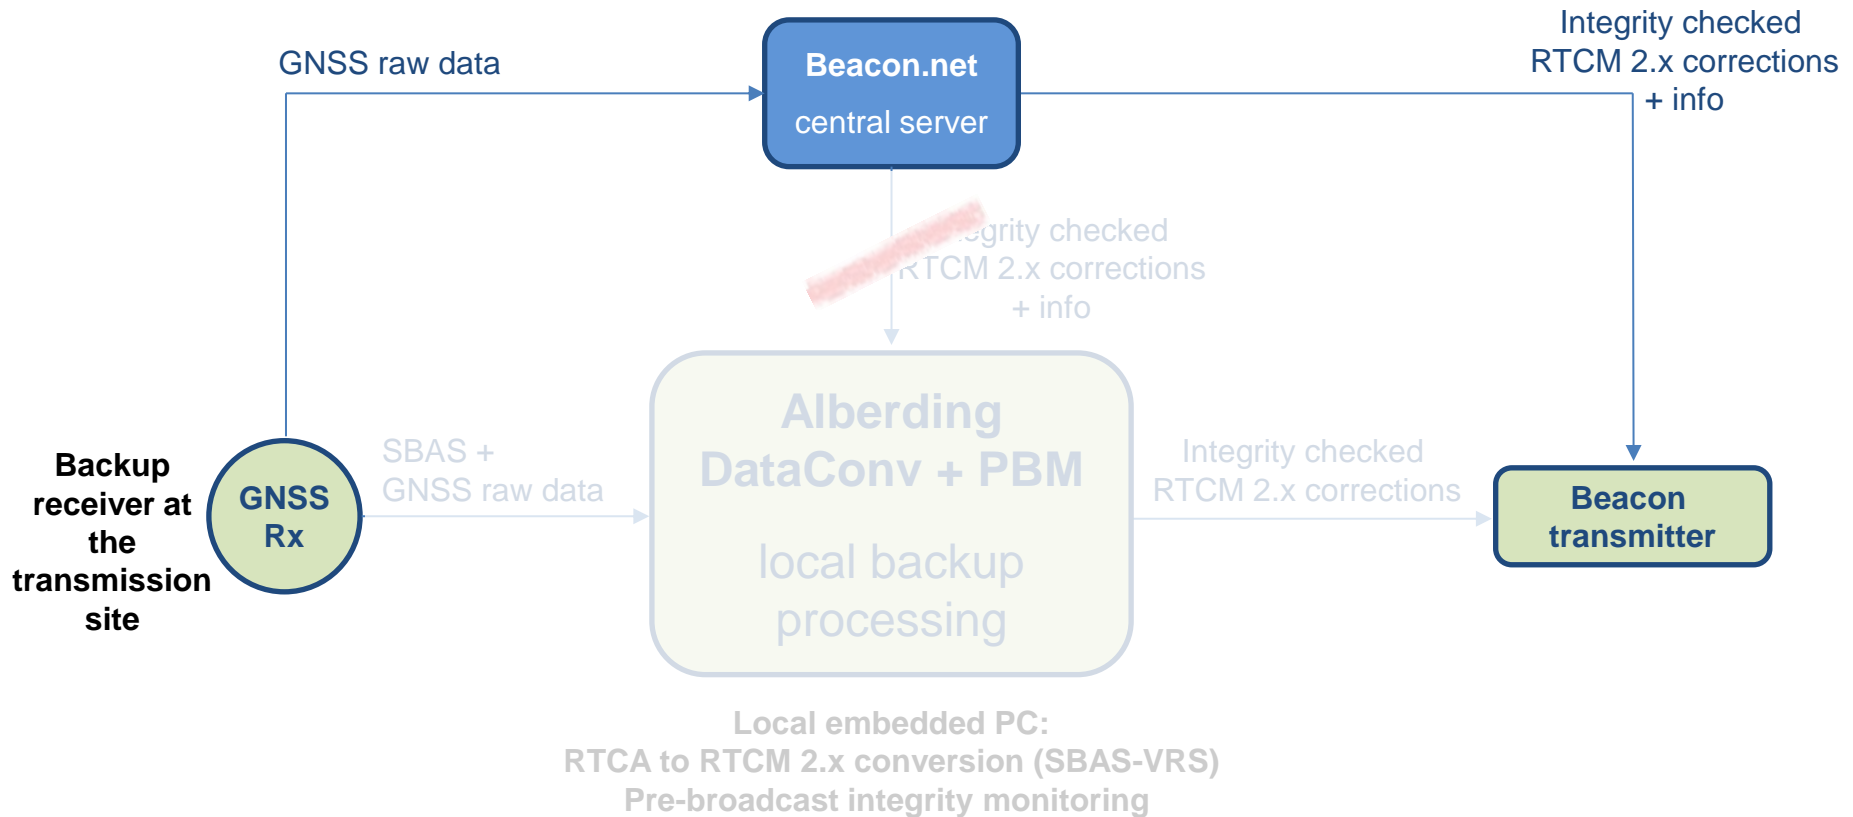 GNSS raw data
Beacon.net
central server
Integrity checked
RTCM 2.x corrections
+ info
egrity checked
RTCM 2.x corrections
+ info
Backup
receiver at
the
transmission
site
GNSS
Rx
SBAS +
GNSS raw data
Alberding
DataConv + PBM
local backup
processing
Integrity checked
RTCM 2.x corrections
Beacon
transmitter
Local embedded PC:
RTCA to RTCM 2.x conversion (SBAS-VRS)
Pre-broadcast integrity monitoring